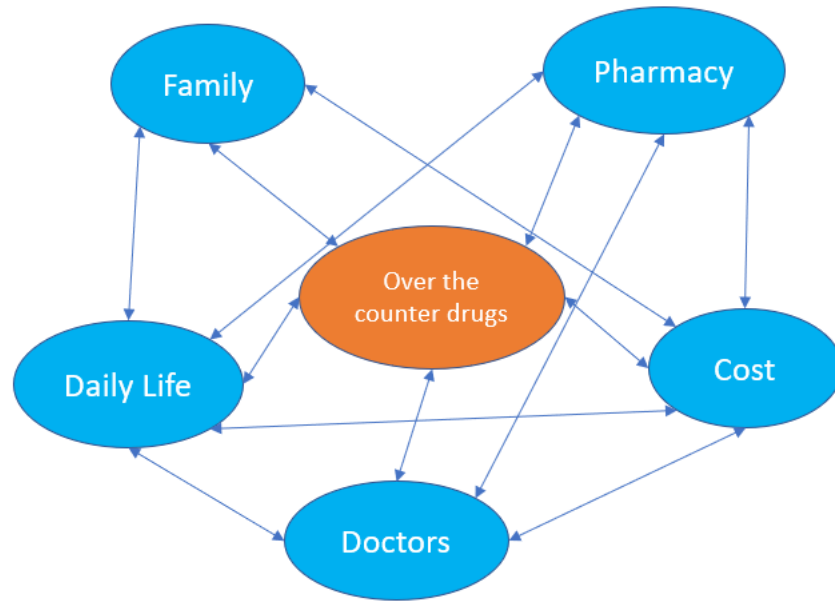 Family
Pharmacy
Over the
counter drugs
Daily Life
Cost
Doctors